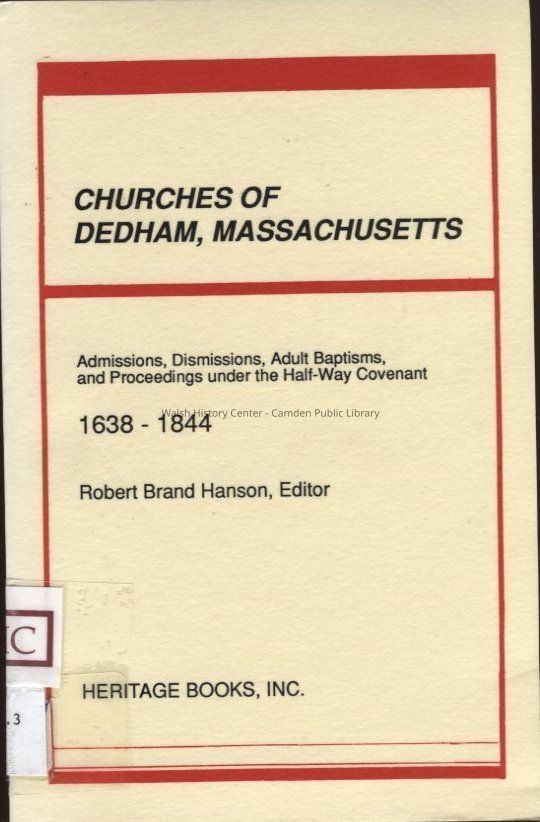 CHURCHES OF
DEDHAM, MASSACHUSETTS
Admissions, Dismissions, Adult Baptisms,
and Proceedings under the Half-Way Covenant
Walsh History Center - Camden Public Library
1638 - 1844
Robert Brand Hanson, Editor
IC
HERITAGE BOOKS, INC.
.3